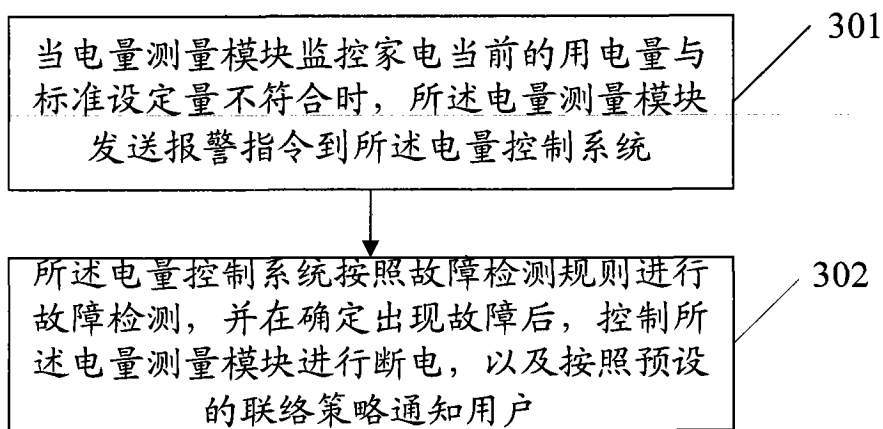 当电量测量模块监控家电当前的用电量与
标准设定量不符合时，所述电量测量模块
发送报警指令到所述电量控制系统
301
所述电量控制系统按照故障检测规则进行
故障检测，并在确定出现故障后，控制所
述电量测量模块进行断电，以及按照预设
的联络策略通知用户
302